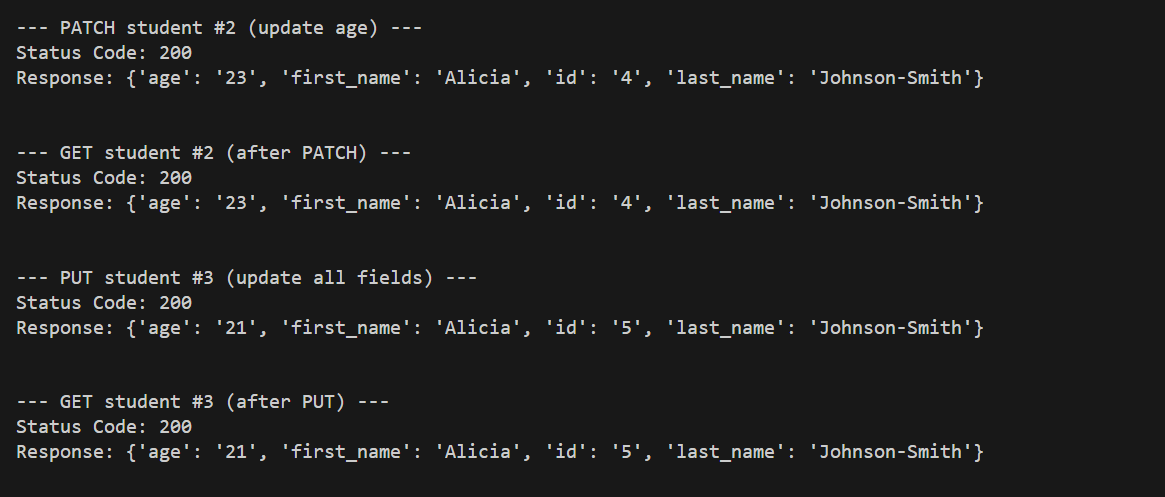 --- PATCH student #2 (update age) ---
Status Code: 200
Response: {'age': '23', 'first_name': 'Alicia', 'id': '4', 'last_name': 'Johnson-Smith'}
--- GET student #2 (after PATCH) ---
Status Code: 200
Response: {'age': '23', 'first_name': 'Alicia', 'id': '4', 'last_name': 'Johnson-Smith'}
--- PUT student #3 (update all fields) ---
Status Code: 200
Response: {'age': '21', 'first_name': 'Alicia', 'id': '5', 'last_name': 'Johnson-Smith'}
--- GET student #3 (after PUT) ---
Status Code: 200
Response: {'age': '21', 'first_name': 'Alicia', 'id': '5', 'last_name': 'Johnson-Smith'}